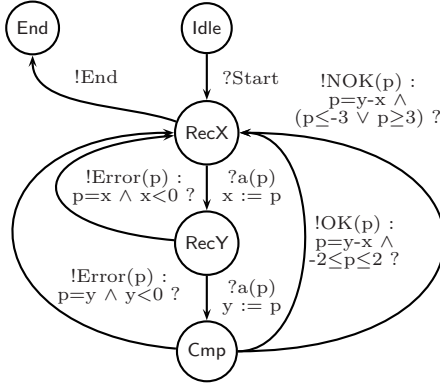 End
Idle
!End
?Start
!NOK(p) :
p=y-x ∧
(p≤-3 ∨ p≥3) ?
RecX
!Error(p) :
p=x ∧ x<0 ?
?a(p)
x := p
!OK(p) :
p=y-x ∧
-2≤p≤2 ?
RecY
!Error(p) :
p=y ∧ y<0 ?
?a(p)
y := p
Cmp